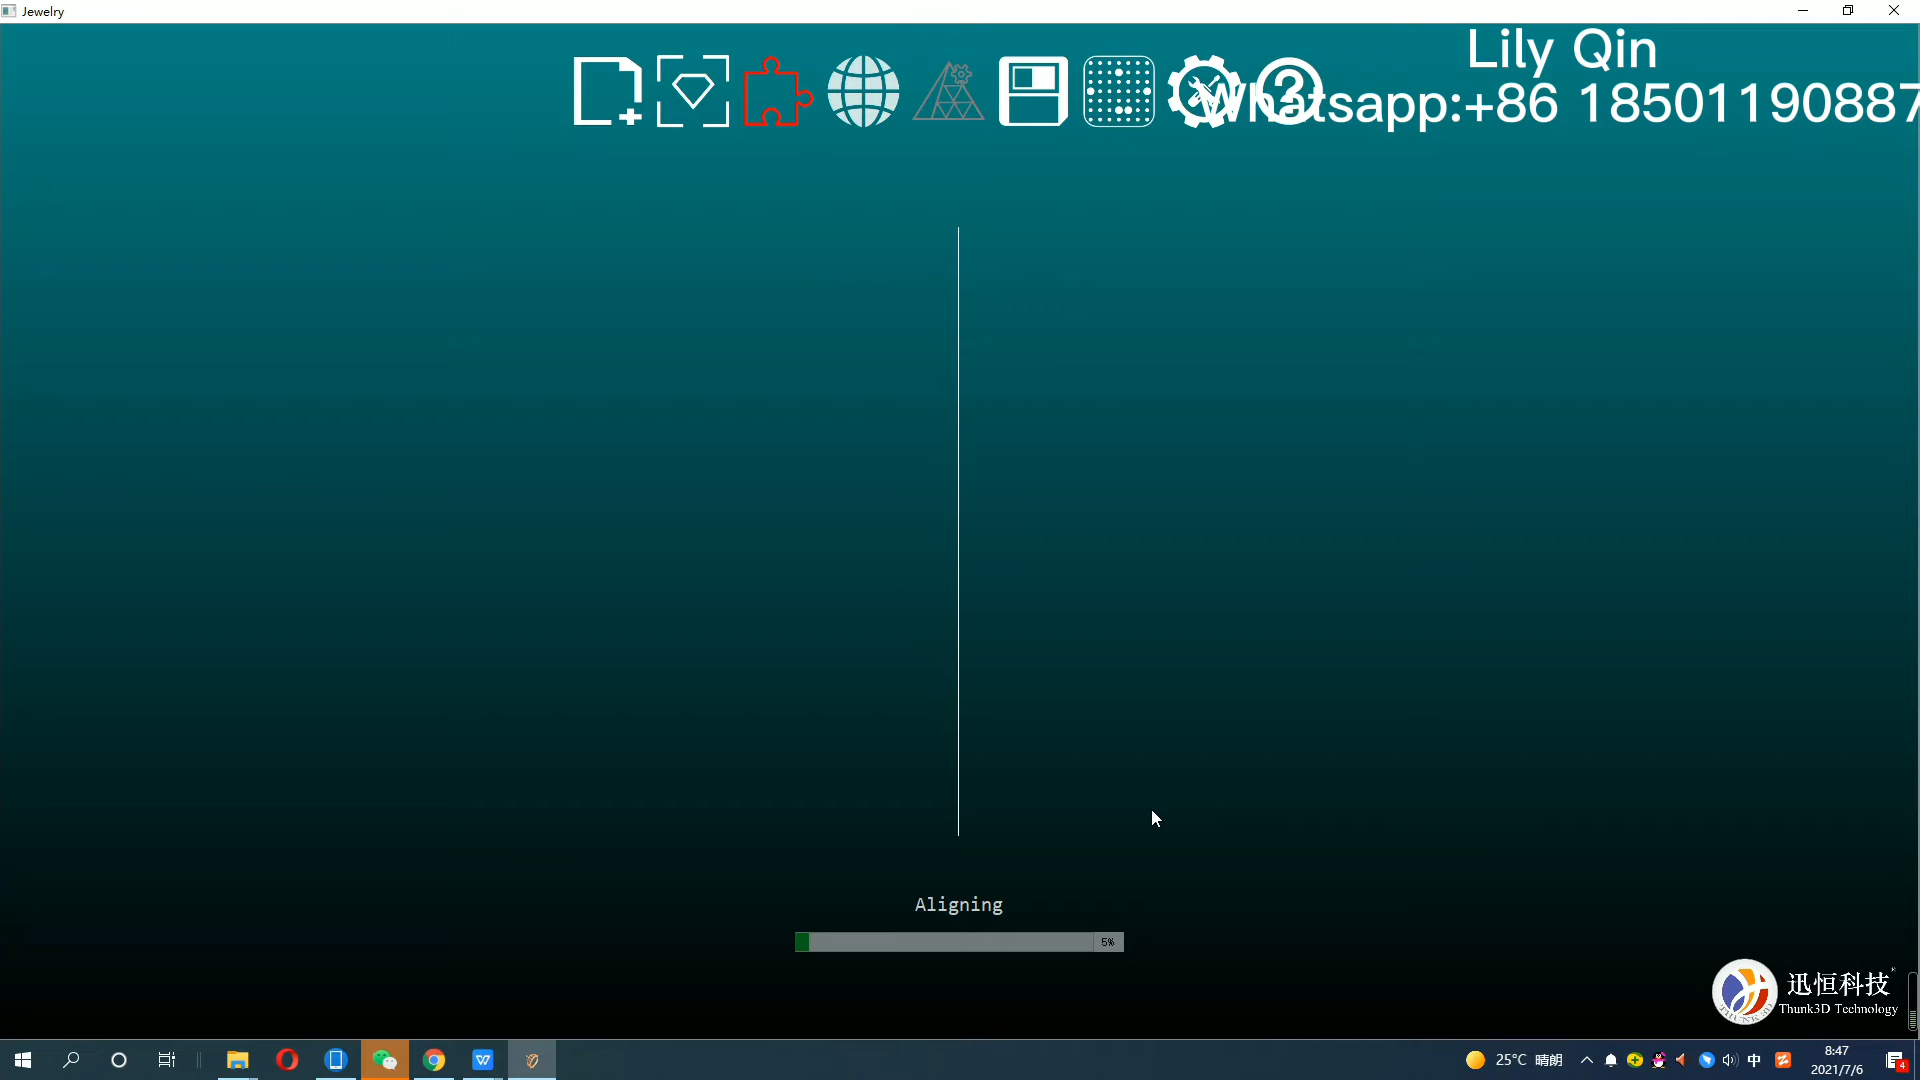 Jewelry
Lily Qin
Whatsapp:+86 18501190887
Aligning
5%
迅恒科技
Thunk3D Technology
25°C 晴朗
中
8:47
2021/7/6
4